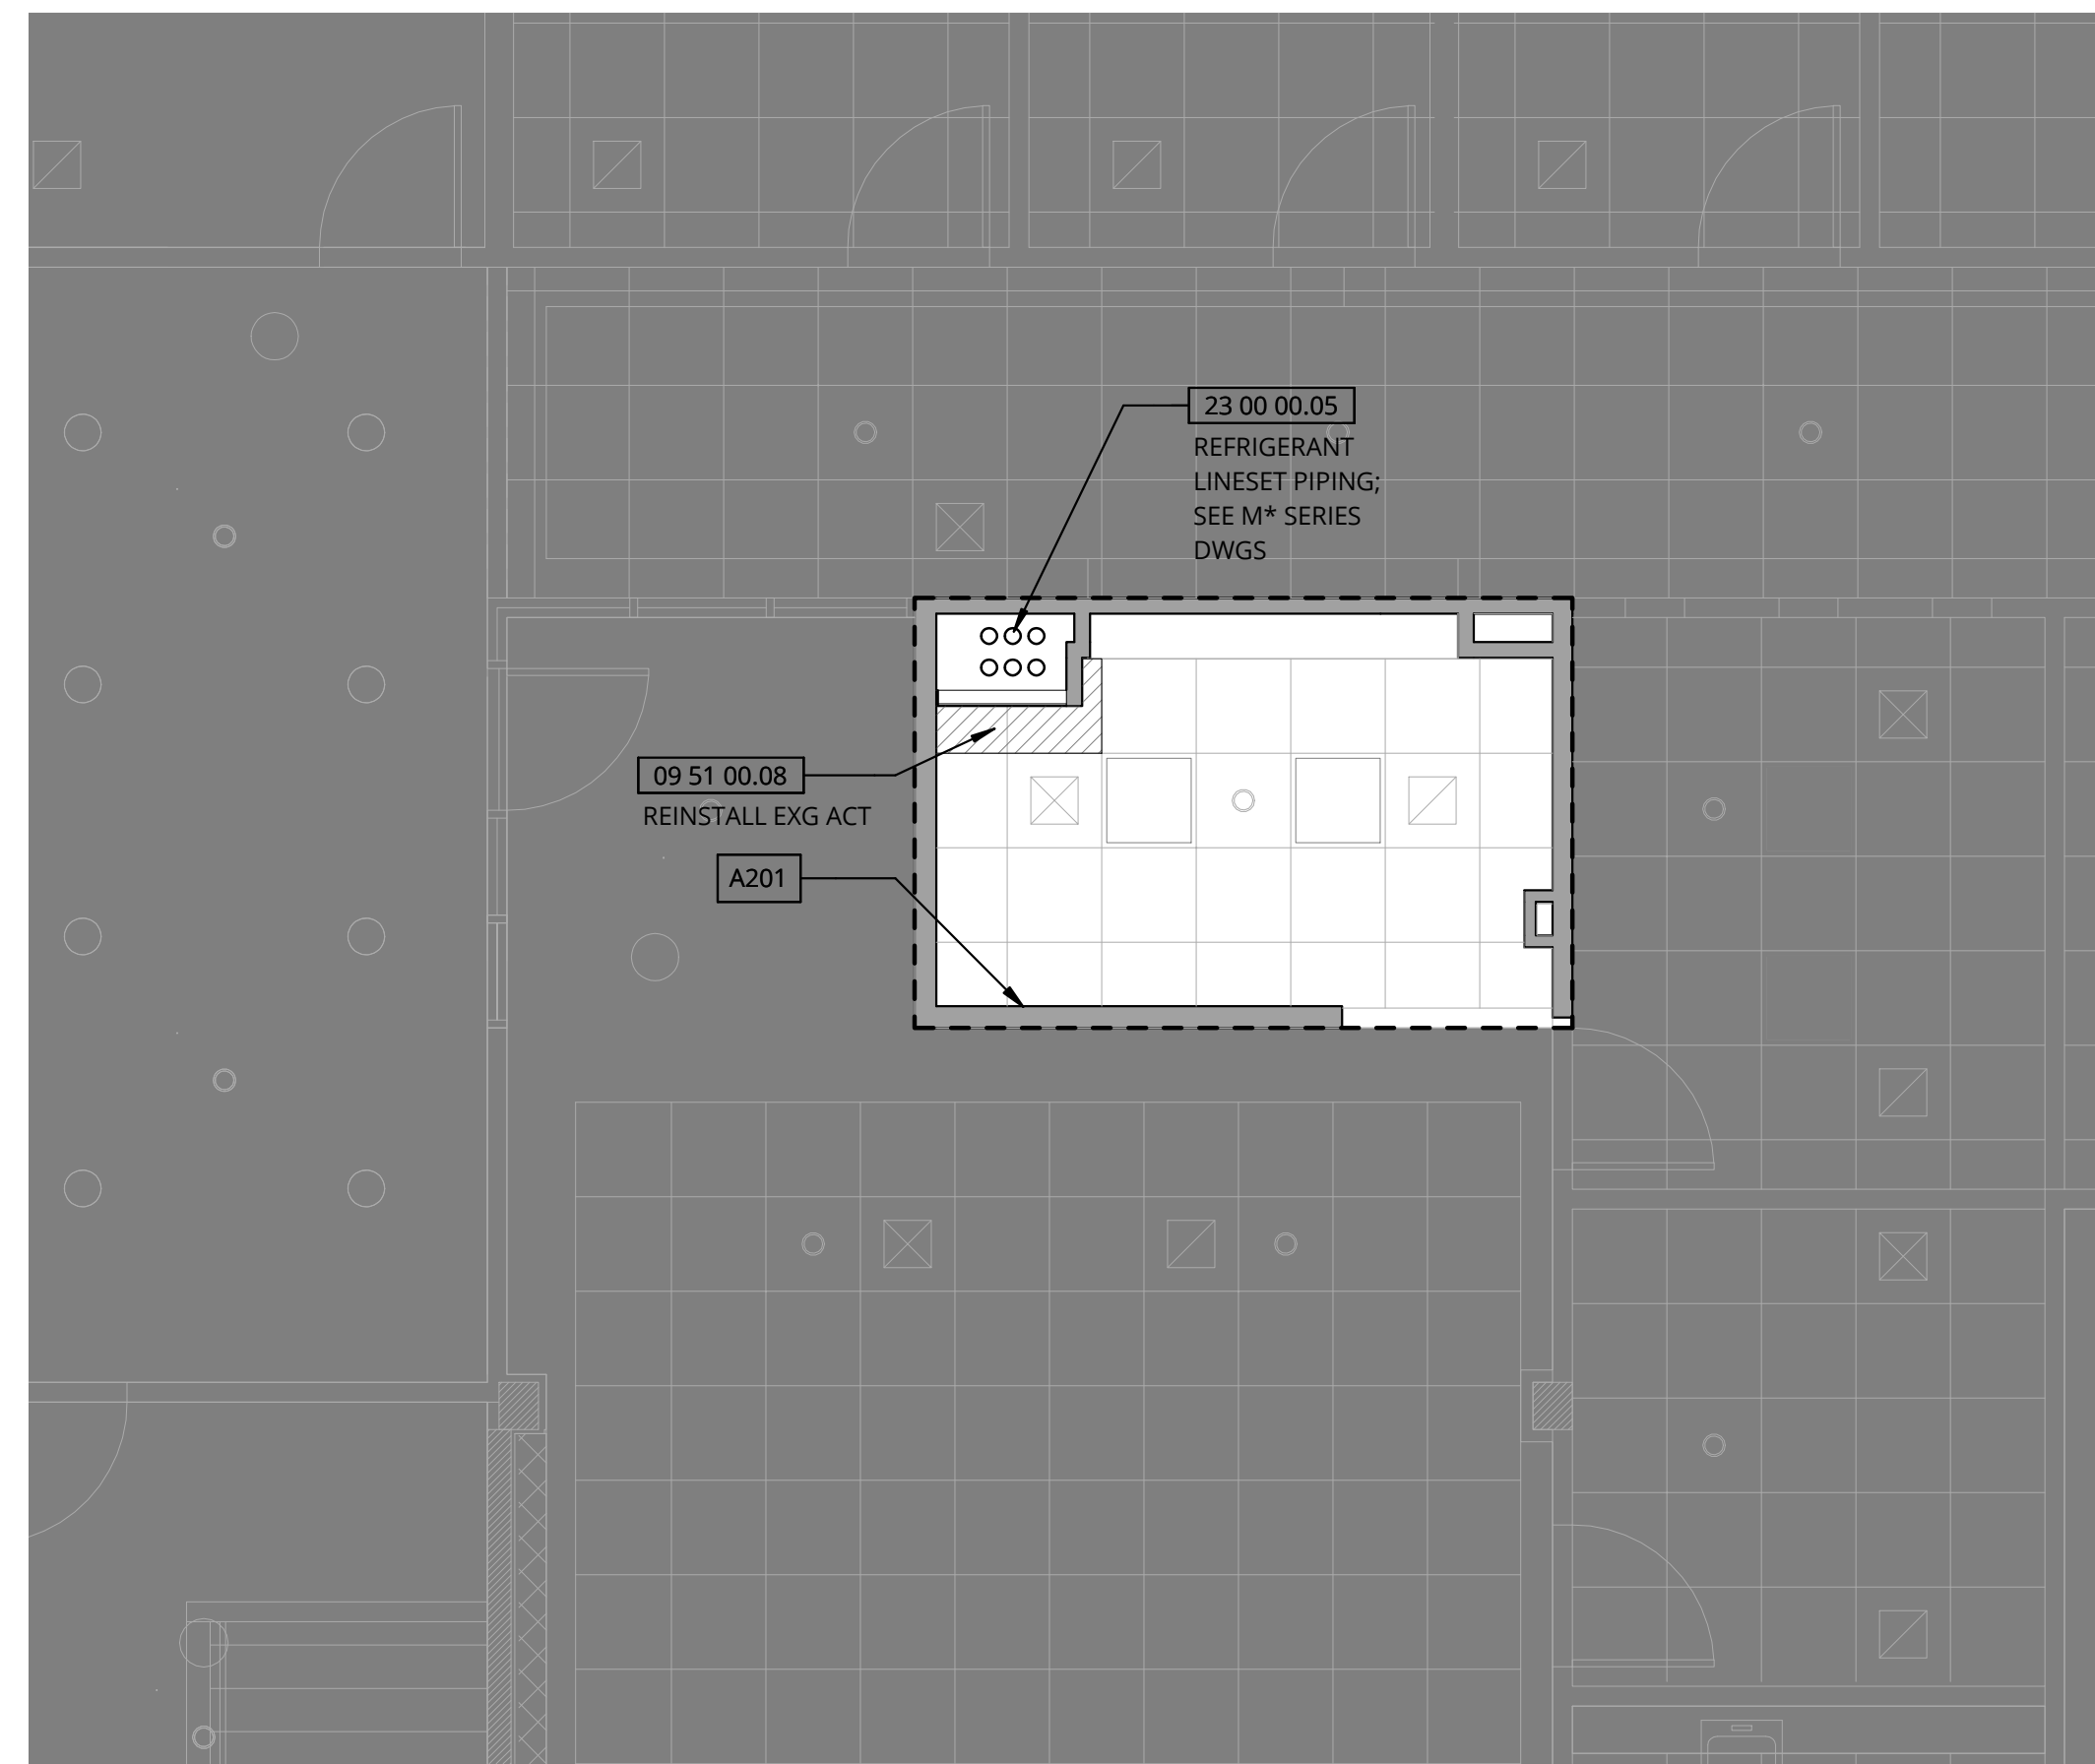 23 00 00.05
REFRIGERANT
LINESET PIPING;
SEE M* SERIES
DWGS
09 51 00.08
REINSTALL EXG ACT
A201